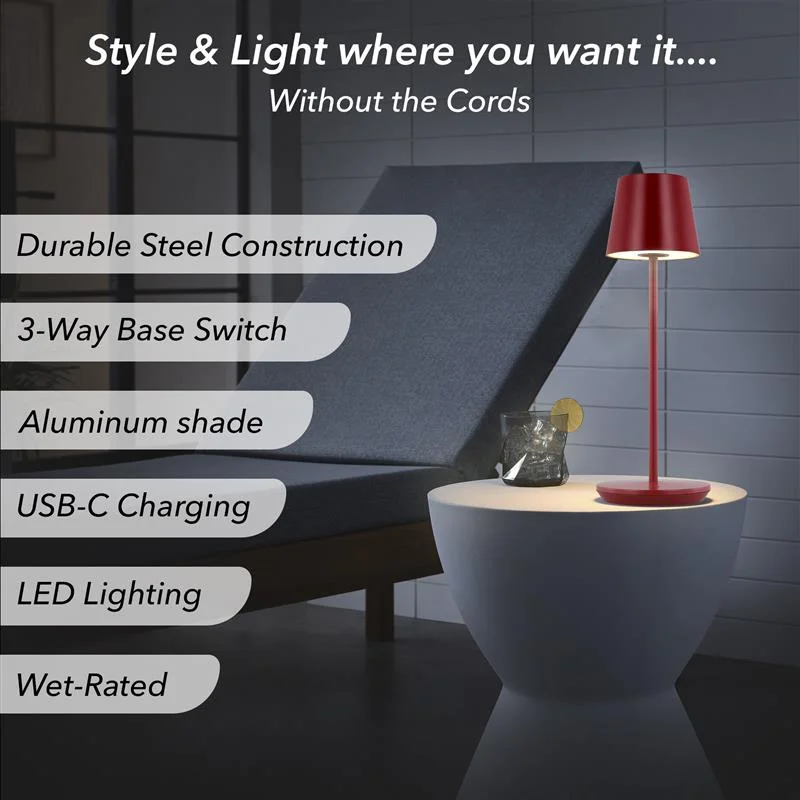 Style & Light where you want it....
Without the Cords
Durable Steel Construction
3-Way Base Switch
Aluminum shade
USB-C Charging
LED Lighting
Wet-Rated